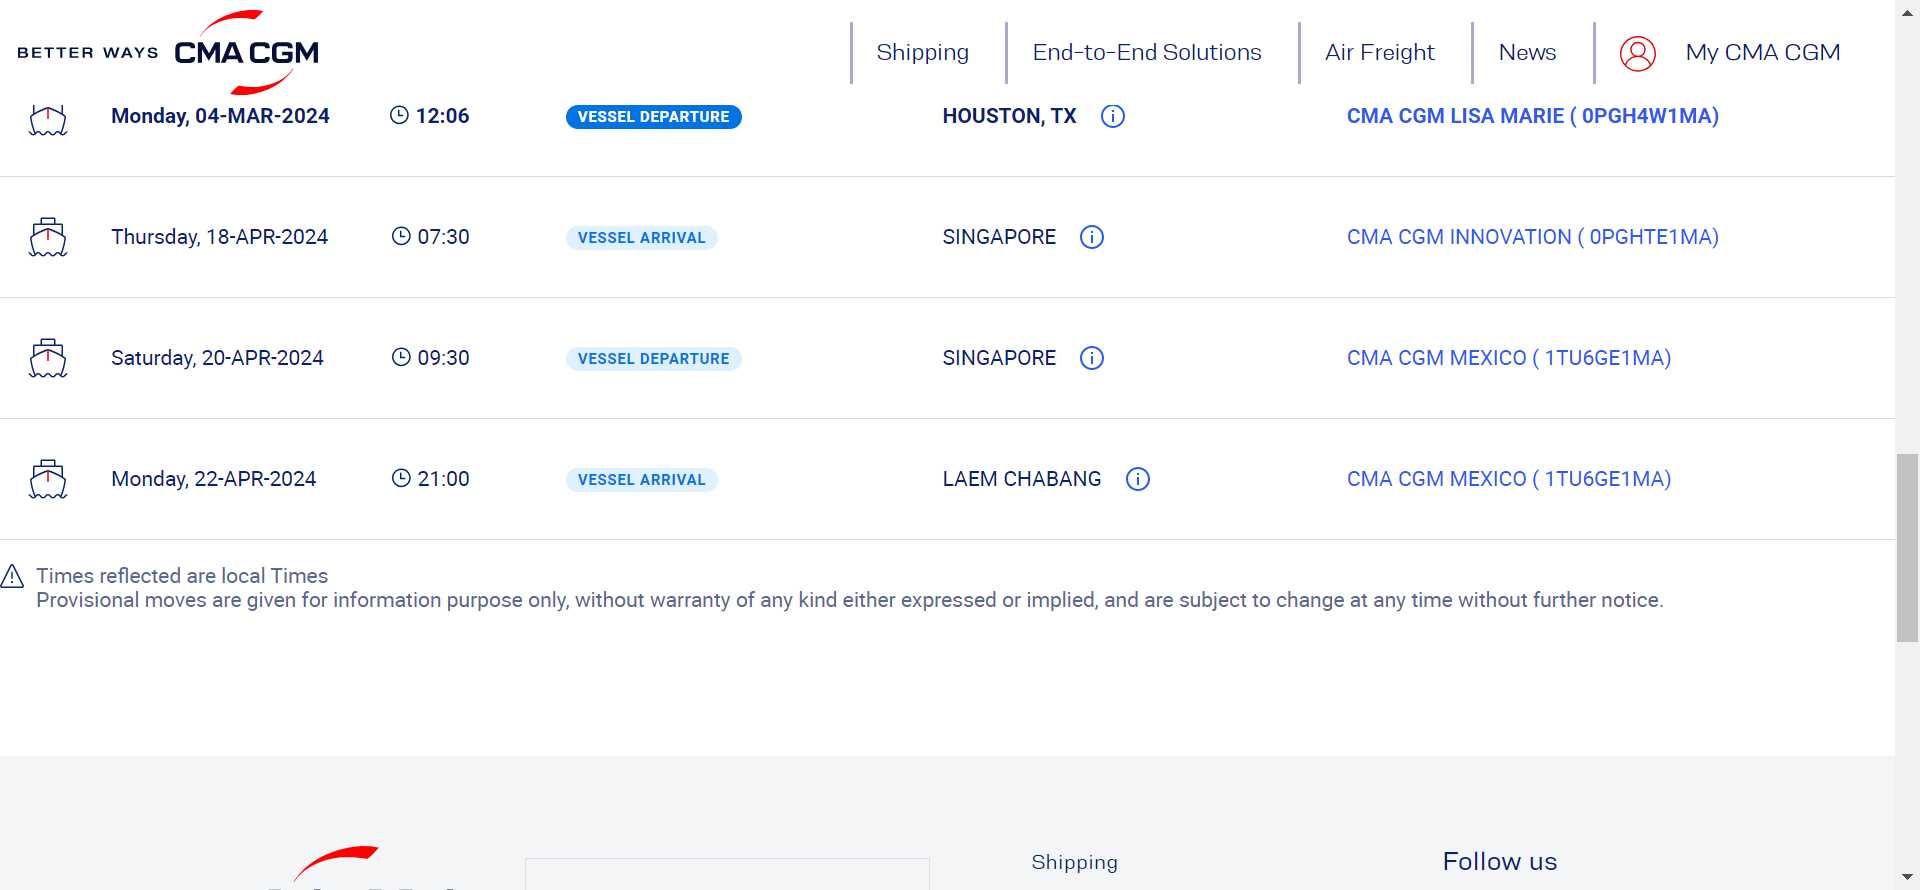 BETTER WAYS CMA CGM Shipping End-to-End Solutions Air Freight News My CMA CGM
Monday, 04-MAR-2024 12:06 VESSEL DEPARTURE HOUSTON, TX CMA CGM LISA MARIE ( 0PGH4W1MA)
Thursday, 18-APR-2024 07:30 VESSEL ARRIVAL SINGAPORE CMA CGM INNOVATION ( 0PGHTE1MA)
Saturday, 20-APR-2024 09:30 VESSEL DEPARTURE SINGAPORE CMA CGM MEXICO ( 1TU6GE1MA)
Monday, 22-APR-2024 21:00 VESSEL ARRIVAL LAEM CHABANG CMA CGM MEXICO ( 1TU6GE1MA)
Times reflected are local Times
Provisional moves are given for information purpose only, without warranty of any kind either expressed or implied, and are subject to change at any time without further notice.
Shipping Follow us